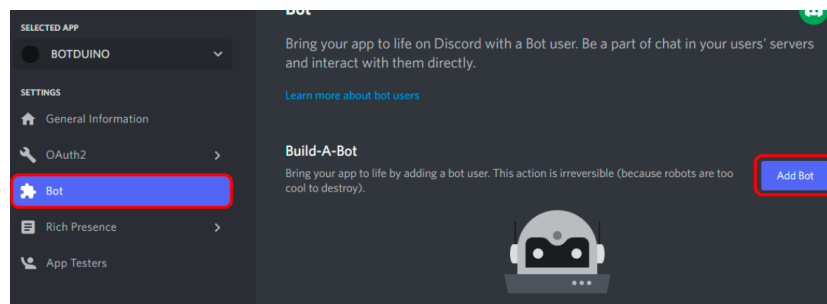 SELECTED APP
BOTDUINO
SETTINGS
General Information
OAuth2
Bot
Rich Presence
App Testers
Bot
Bring your app to life on Discord with a Bot user. Be a part of chat in your users' servers
and interact with them directly.
Learn more about bot users
Build-A-Bot
Bring your app to life by adding a bot user. This action is irreversible (because robots are too
cool to destroy).
Add Bot